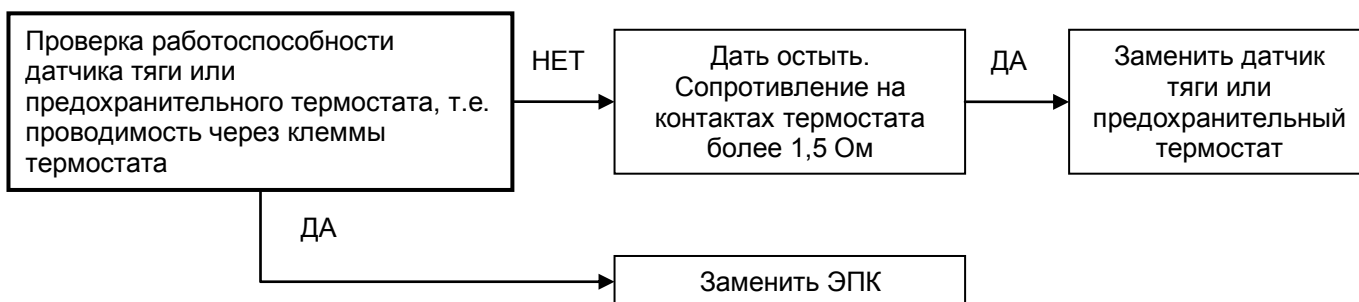 Проверка работоспособности
датчика тяги или
предохранительного термостата, т.е.
проводимость через клеммы
термостата
НЕТ
Дать остыть.
Сопротивление на
контактах термостата
более 1,5 Ом
ДА
Заменить датчик
тяги или
предохранительный
термостат
ДА
Заменить ЭПК